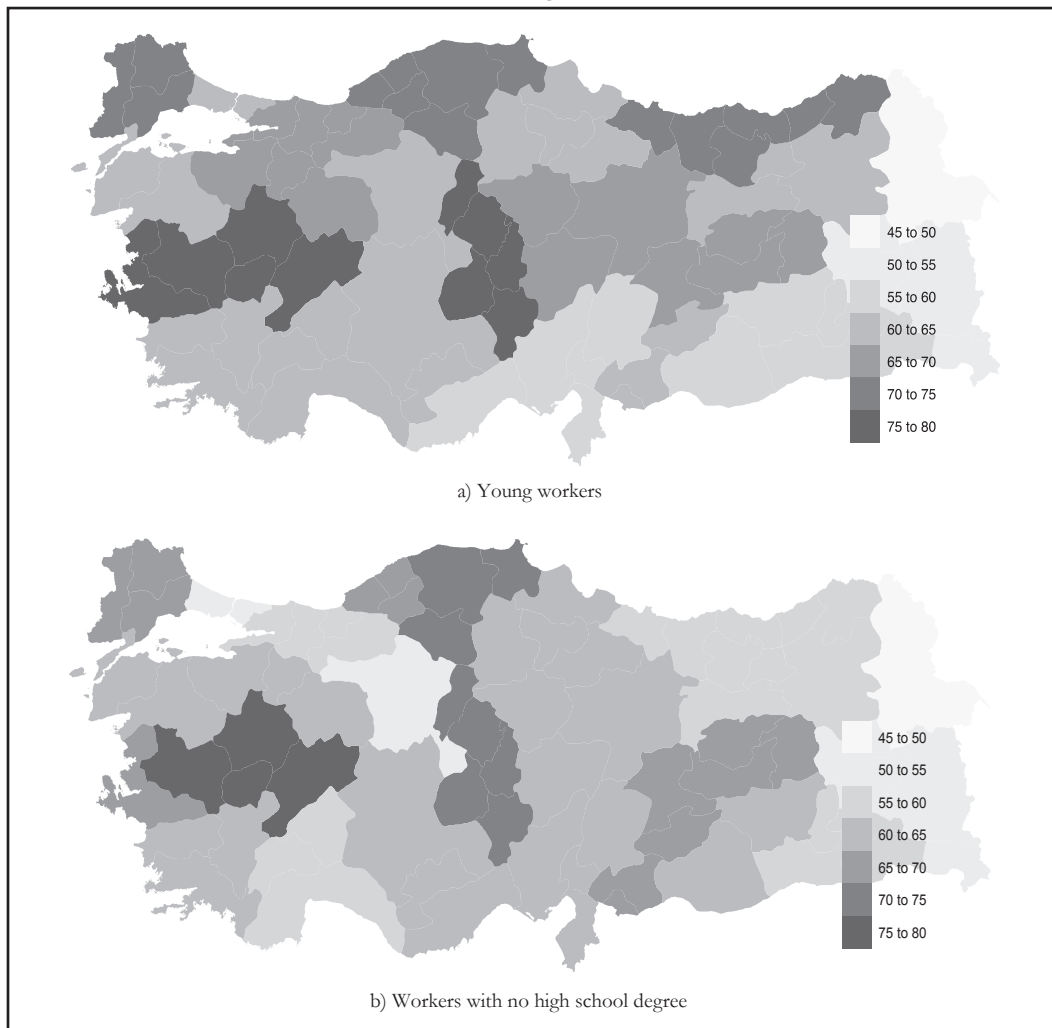 45 to 50
50 to 55
55 to 60
60 to 65
65 to 70
70 to 75
75 to 80
a) Young workers
45 to 50
50 to 55
55 to 60
60 to 65
65 to 70
70 to 75
75 to 80
b) Workers with no high school degree